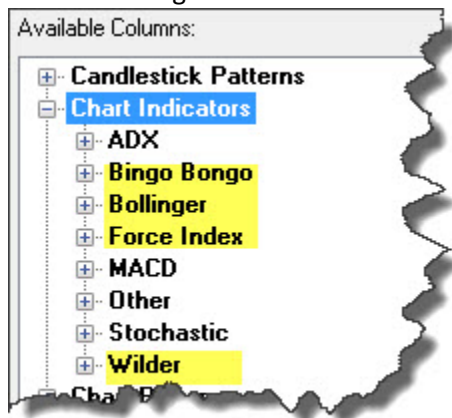 Available Columns:
Candlestick Patterns
Chart Indicators
ADX
Bingo Bongo
Bollinger
Force Index
MACD
Other
Stochastic
Wilder